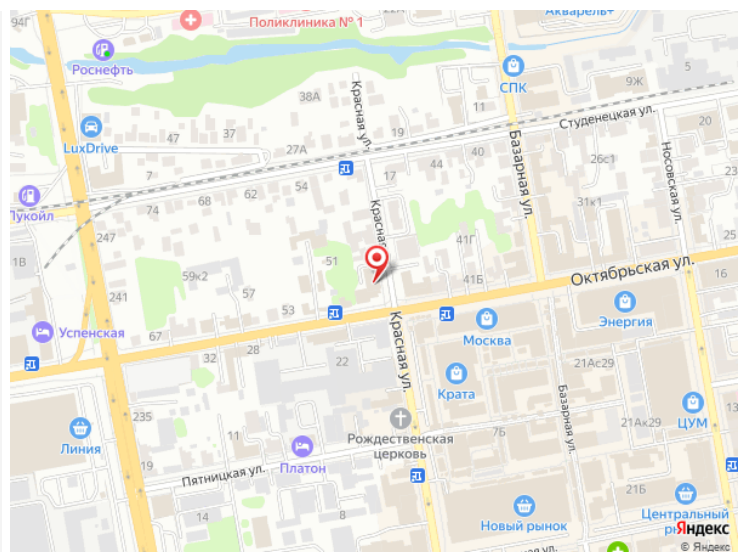 94Г
Поликлиника № 1
Акварель+
Роснефть
СПК
9Ж
5
38А
Красная ул.
11
Студенецкая ул.
20
LuxDrive
47
37
27А
19
Базарная ул.
26с1
Носовская ул.
7
54
44
40
Лукойл
74
68
62
17
31к1
Красная
247
1В
59к2
51
41Г
25
57
41Б
Октябрьская ул.
16
241
53
Успенская
67
32
28
Красная ул.
Москва
Энергия
22
21Ас29
Крата
Базарная ул.
235
11
Рождественская
церковь
7Б
21Ак29
ЦУМ
Линия
Платон
19
Пятницкая ул.
14
8
21Б
Новый рынок
Центральный
Яндекс
© Яндекс